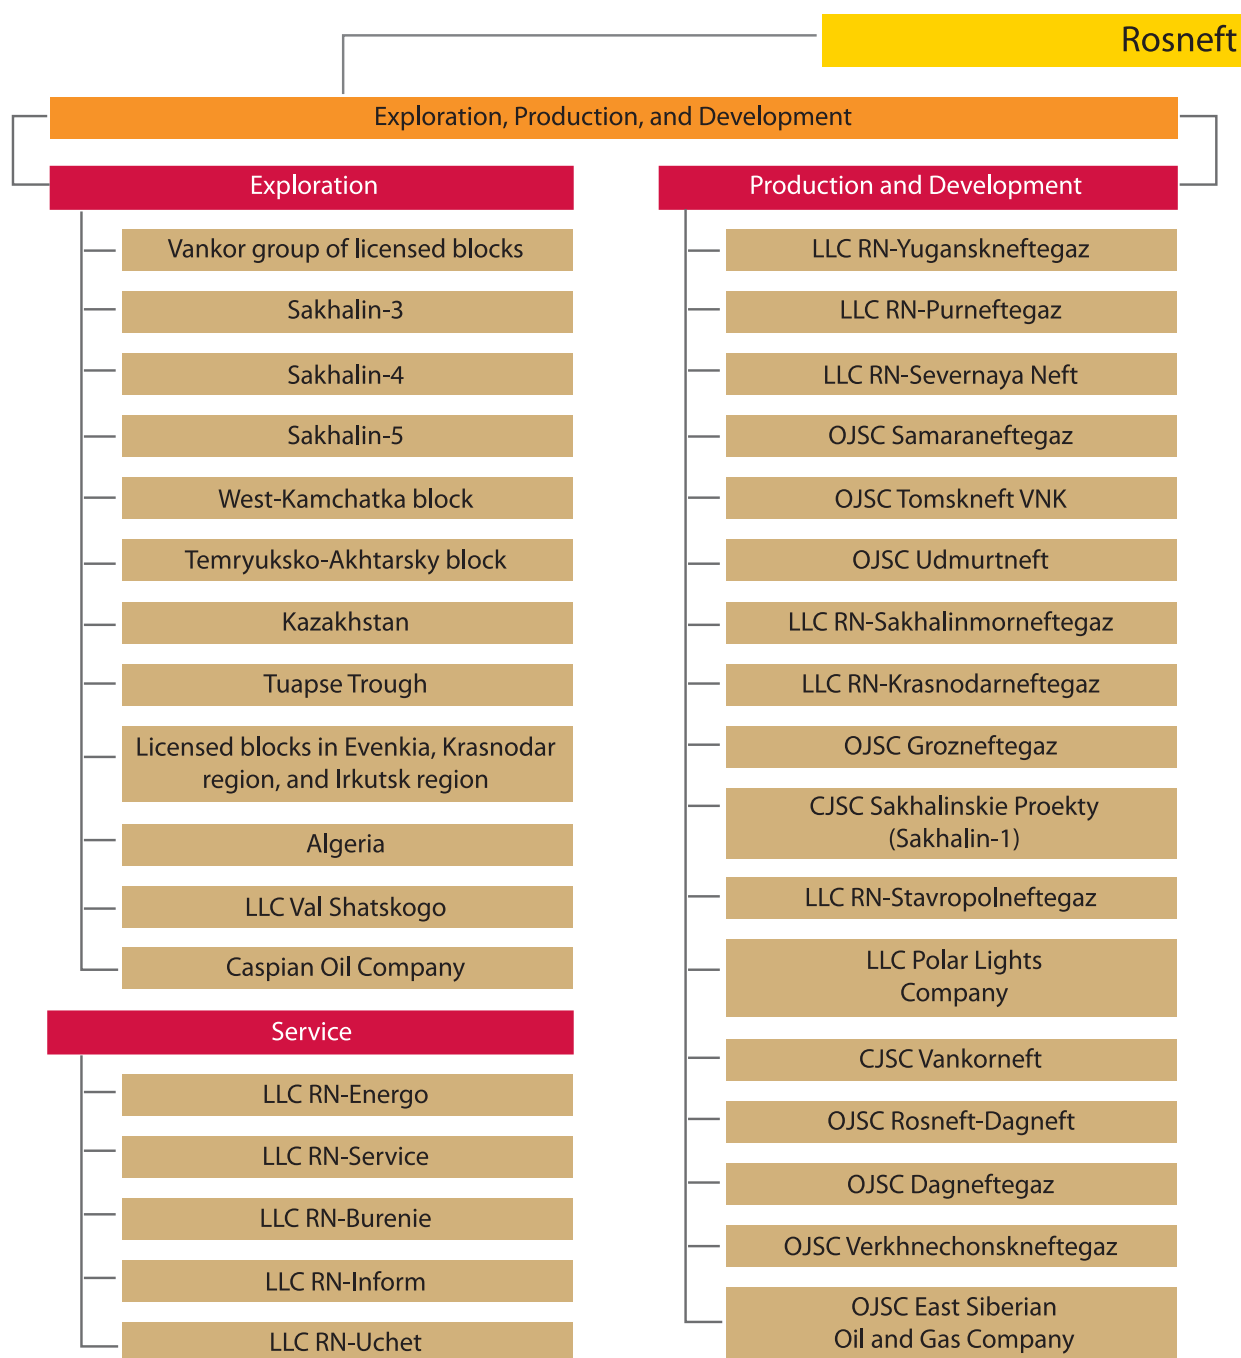 Rosneft
Exploration, Production, and Development
Exploration
Vankor group of licensed blocks
Sakhalin-3
Sakhalin-4
Sakhalin-5
West-Kamchatka block
Temryuksko-Akhtarsky block
Kazakhstan
Tuapse Trough
Licensed blocks in Evenkia, Krasnodar
region, and Irkutsk region
Algeria
LLC Val Shatskogo
Caspian Oil Company
Service
LLC RN-Energo
LLC RN-Service
LLC RN-Burenie
LLC RN-Inform
LLC RN-Uchet
Production and Development
LLC RN-Yuganskneftegaz
LLC RN-Purneftegaz
LLC RN-Severnaya Neft
OJSC Samaraneftegaz
OJSC Tomskneft VNK
OJSC Udmurtneft
LLC RN-Sakhalinmorneftegaz
LLC RN-Krasnodarneftegaz
OJSC Grozneftegaz
CJSC Sakhalinskie Proekty
(Sakhalin-1)
LLC RN-Stavropolneftegaz
LLC Polar Lights
Company
CJSC Vankorneft
OJSC Rosneft-Dagneft
OJSC Dagneftegaz
OJSC Verkhnechonskneftegaz
OJSC East Siberian
Oil and Gas Company